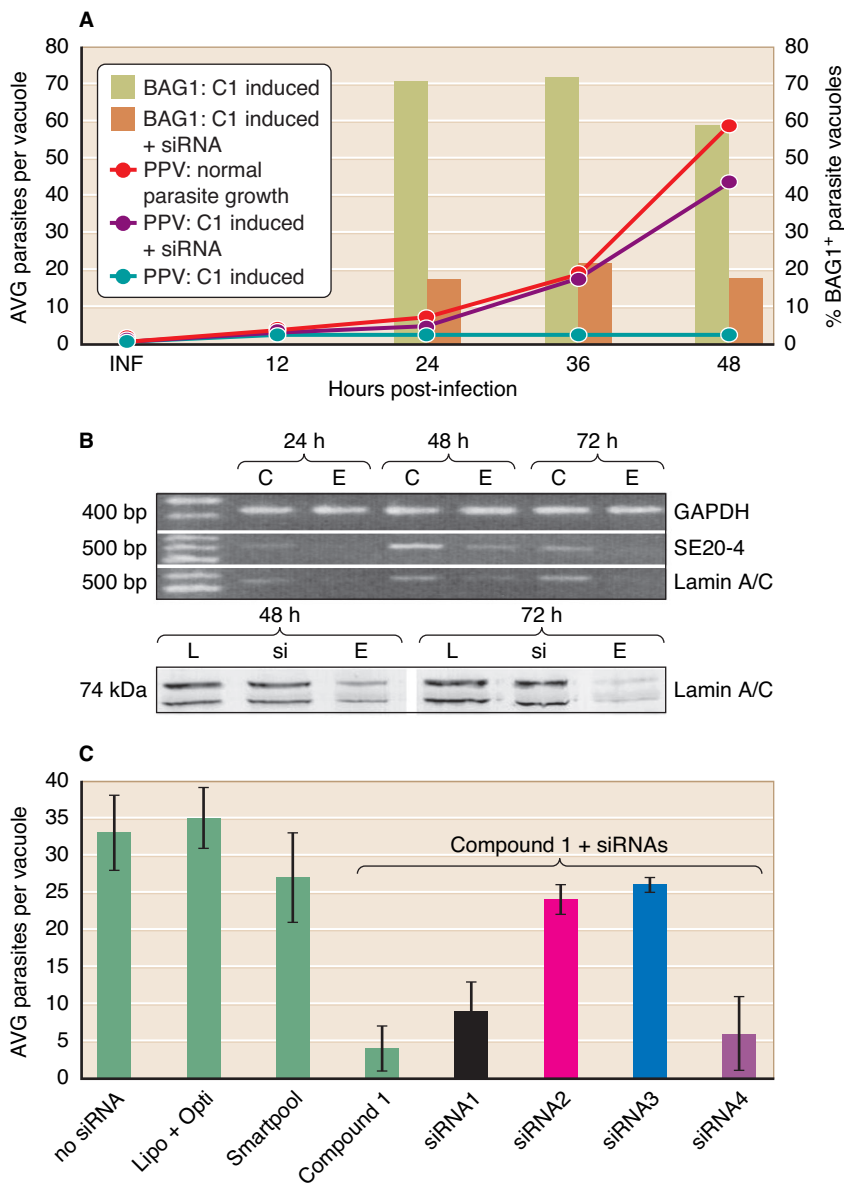 A
80
70
60
50
40
30
20
10
0
AVG parasites per vacuole
80
70
60
50
40
30
20
10
0
% BAG1+ parasite vacuoles
BAG1: C1 induced
BAG1: C1 induced
+ siRNA
PPV: normal
parasite growth
PPV: C1 induced
+ siRNA
PPV: C1 induced
INF 12 24 36 48
Hours post-infection
B
24 h 48 h 72 h
C E C E C E
400 bp GAPDH
500 bp SE20-4
500 bp Lamin A/C
48 h 72 h
L si E L si E
74 kDa Lamin A/C
C
40
35
30
25
20
15
10
5
0
AVG parasites per vacuole
Compound 1 + siRNAs
no siRNA
Lipo + Opti
Smartpool
Compound 1
siRNA1
siRNA2
siRNA3
siRNA4